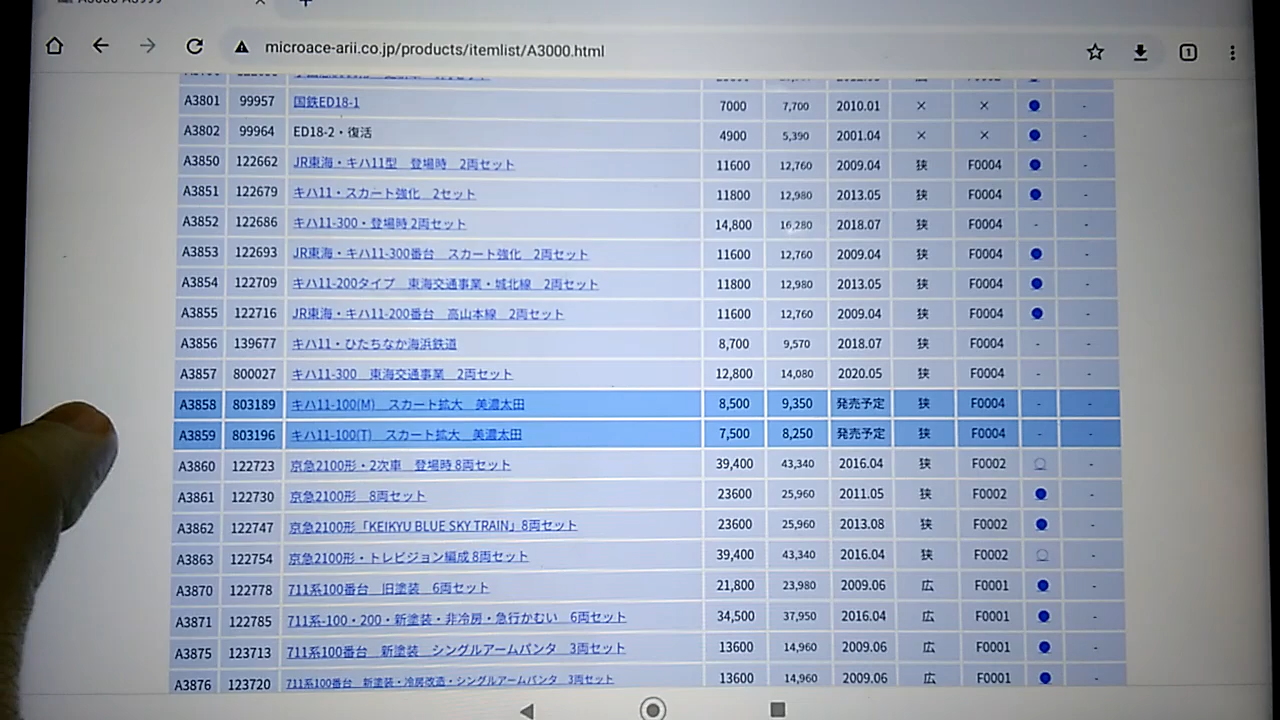 microace-arii.co.jp/products/itemlist/A3000.html
A3801 99957 国鉄ED18-1 7000 7,700 2010.01 × × ● -
A3802 99964 ED18-2・復活 4900 5,390 2001.04 × × ● -
A3850 122662 JR東海・キハ11型 登場時 2両セット 11600 12,760 2009.04 狭 F0004 ● -
A3851 122679 キハ11・スカート強化 2セット 11800 12,980 2013.05 狭 F0004 ● -
A3852 122686 キハ11-300・登場時 2両セット 14,800 16,280 2018.07 狭 F0004 - -
A3853 122693 JR東海・キハ11-300番台 スカート強化 2両セット 11600 12,760 2009.04 狭 F0004 ● -
A3854 122709 キハ11-200タイプ 東海交通事業・城北線 2両セット 11800 12,980 2013.05 狭 F0004 ● -
A3855 122716 JR東海・キハ11-200番台 高山本線 2両セット 11600 12,760 2009.04 狭 F0004 ● -
A3856 139677 キハ11・ひたちなか海浜鉄道 8,700 9,570 2018.07 狭 F0004 - -
A3857 800027 キハ11-300 東海交通事業 2両セット 12,800 14,080 2020.05 狭 F0004 - -
A3858 803189 キハ11-100(M) スカート拡大 美濃太田 8,500 9,350 発売予定 狭 F0004 - -
A3859 803196 キハ11-100(T) スカート拡大 美濃太田 7,500 8,250 発売予定 狭 F0004 - -
A3860 122723 京急2100形・2次車 登場時 8両セット 39,400 43,340 2016.04 狭 F0002 ○ -
A3861 122730 京急2100形 8両セット 23600 25,960 2011.05 狭 F0002 ● -
A3862 122747 京急2100形「KEIKYU BLUE SKY TRAIN」8両セット 23600 25,960 2013.08 狭 F0002 ● -
A3863 122754 京急2100形・トレビジョン編成 8両セット 39,400 43,340 2016.04 狭 F0002 ○ -
A3870 122778 711系100番台 旧塗装 6両セット 21,800 23,980 2009.06 広 F0001 ● -
A3871 122785 711系-100・200・新塗装・非冷房・急行かむい 6両セット 34,500 37,950 2016.04 広 F0001 ● -
A3875 123713 711系100番台 新塗装 シングルアームパンタ 3両セット 13600 14,960 2009.06 広 F0001 ● -
A3876 123720 711系100番台 新塗装・冷房改造・シングルアームパンタ 3両セット 13600 14,960 2009.06 広 F0001 ● -